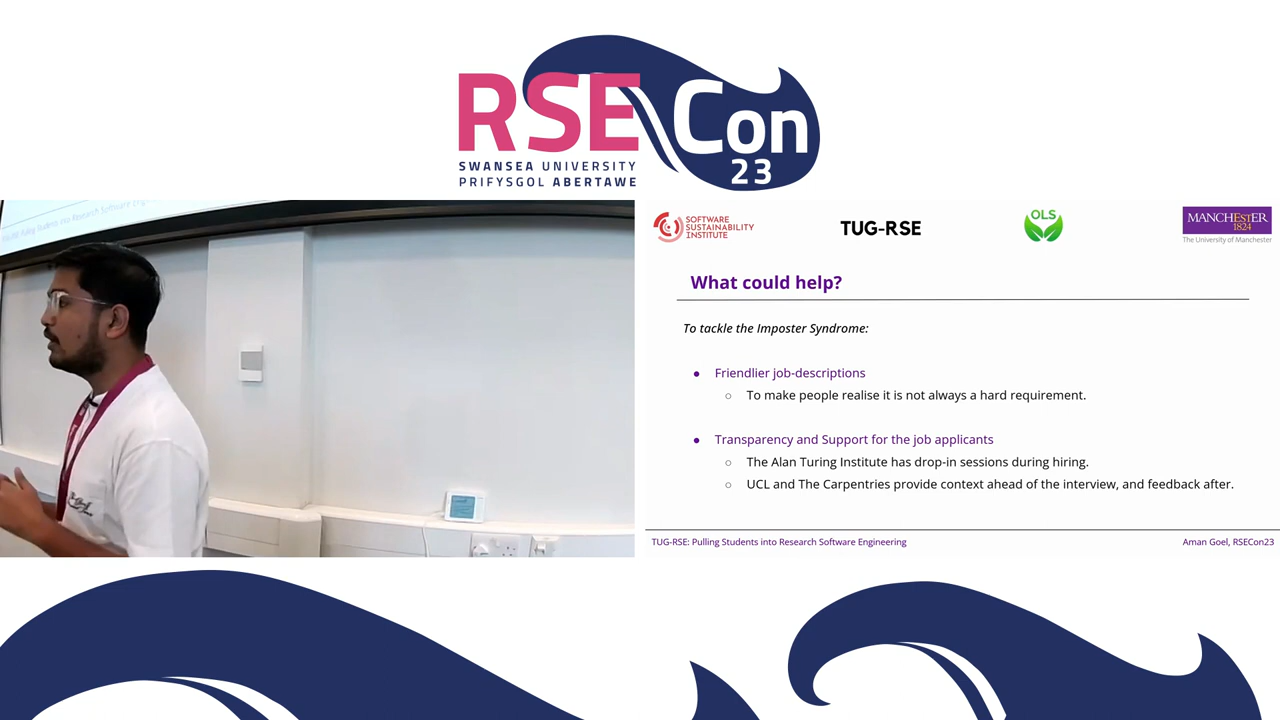 RSE Con
23
SWANSEA UNIVERSITY
PRIFYSGOL ABERTAWE
SOFTWARE
SUSTAINABILITY
INSTITUTE
TUG-RSE
OLS
MANCHESTER
1824
The University of Manchester
What could help?
To tackle the Imposter Syndrome:
● Friendlier job-descriptions
○ To make people realise it is not always a hard requirement.
● Transparency and Support for the job applicants
○ The Alan Turing Institute has drop-in sessions during hiring.
○ UCL and The Carpentries provide context ahead of the interview, and feedback after.
TUG-RSE: Pulling Students into Research Software Engineering
Aman Goel, RSECon23